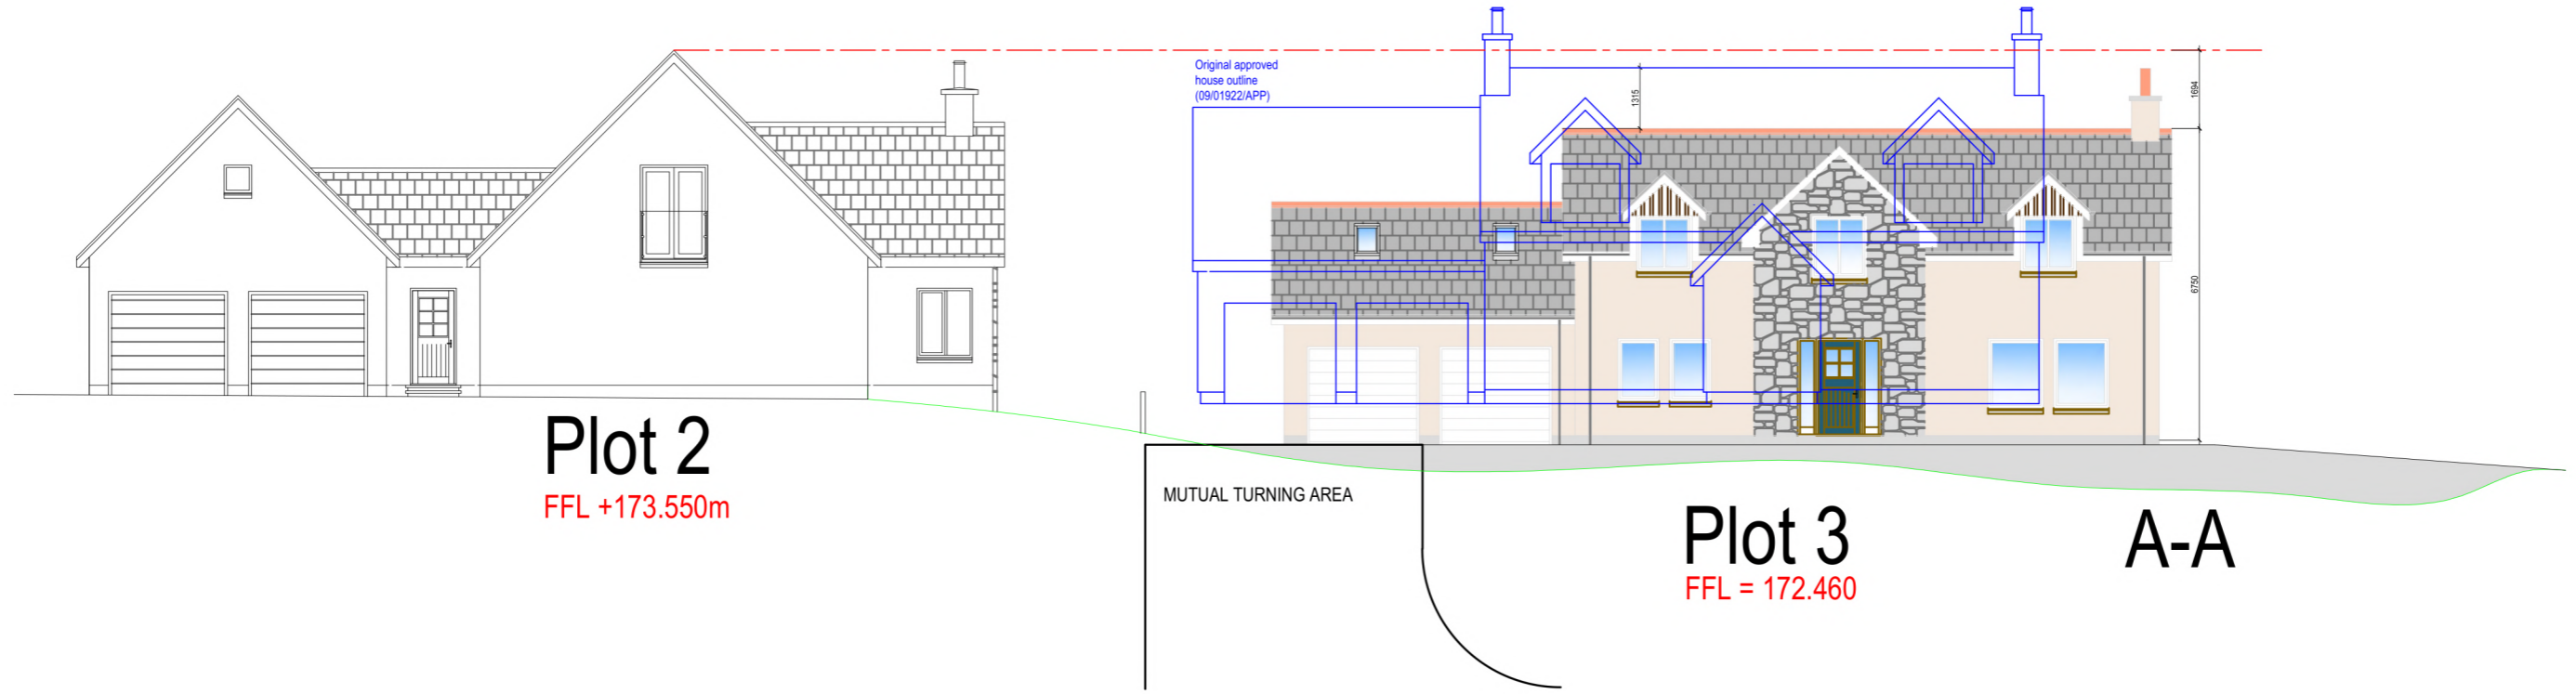 Original approved
house outline
(09/01922/APP)
1315
1694
6750
Plot 2
FFL +173.550m
MUTUAL TURNING AREA
Plot 3
FFL = 172.460
A-A